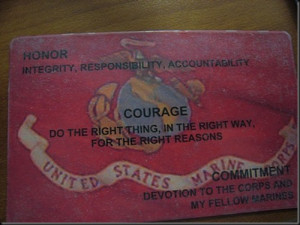 HONOR
INTEGRITY, RESPONSIBILITY, ACCOUNTABILITY
COURAGE
DO THE RIGHT THING, IN THE RIGHT WAY,
FOR THE RIGHT REASONS
UNITED STATES MARINE CORPS
COMMITMENT
DEVOTION TO THE CORPS AND
MY FELLOW MARINES